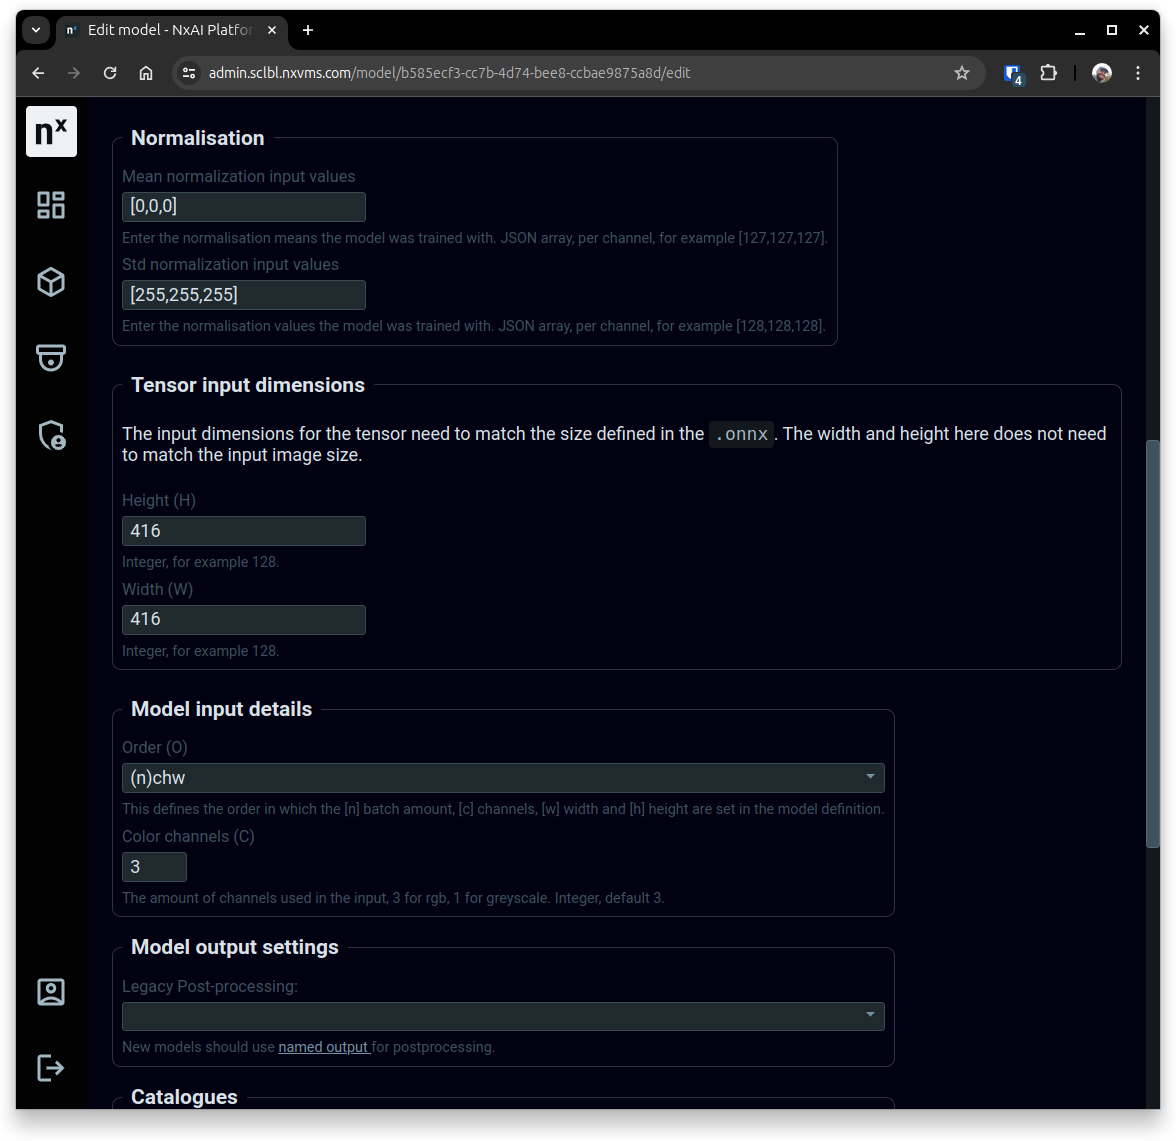 nx
Edit model - NxAI Platfor
admin.sclbl.nxvms.com/model/b585ecf3-cc7b-4d74-bee8-ccbae9875a8d/edit
4
nx
Normalisation
Mean normalization input values
[0,0,0]
Enter the normalisation means the model was trained with. JSON array, per channel, for example [127,127,127].
Std normalization input values
[255,255,255]
Enter the normalisation values the model was trained with. JSON array, per channel, for example [128,128,128].
Tensor input dimensions
The input dimensions for the tensor need to match the size defined in the .onnx. The width and height here does not need
to match the input image size.
Height (H)
416
Integer, for example 128.
Width (W)
416
Integer, for example 128.
Model input details
Order (O)
(n)chw
This defines the order in which the [n] batch amount, [c] channels, [w] width and [h] height are set in the model definition.
Color channels (C)
3
The amount of channels used in the input, 3 for rgb, 1 for greyscale. Integer, default 3.
Model output settings
Legacy Post-processing:
New models should use named output for postprocessing.
Catalogues